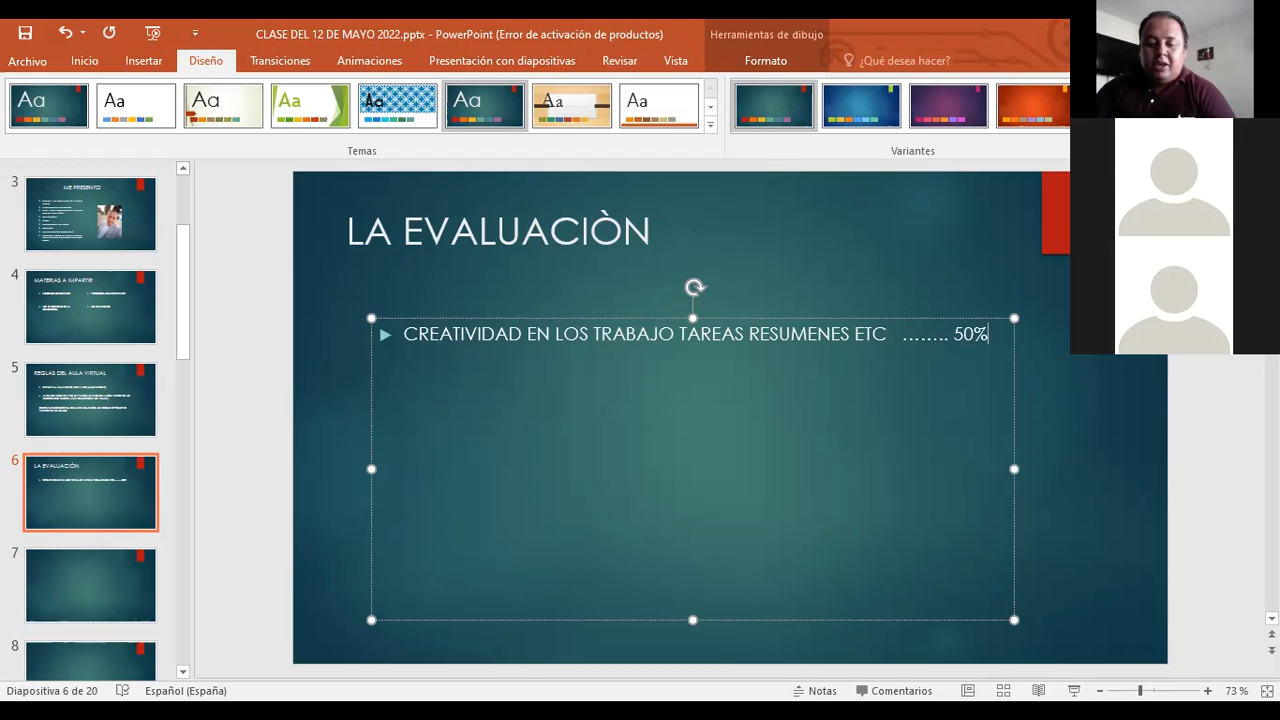 CLASE DEL 12 DE MAYO 2022.pptx - PowerPoint (Error de activación de productos)
Herramientas de dibujo
Archivo
Inicio
Insertar
Diseño
Transiciones
Animaciones
Presentación con diapositivas
Revisar
Vista
Formato
¿Qué desea hacer?
Aa Aa Aa Aa Aa Aa Aa Aa
Temas
Variantes
3
ME PRESENTO
4
MATERIAS A IMPARTIR
5
REGLAS DEL AULA VIRTUAL
6
LA EVALUACIÒN
7
8
LA EVALUACIÒN
CREATIVIDAD EN LOS TRABAJO TAREAS RESUMENES ETC …….. 50%
Diapositiva 6 de 20
Español (España)
Notas
Comentarios
73 %